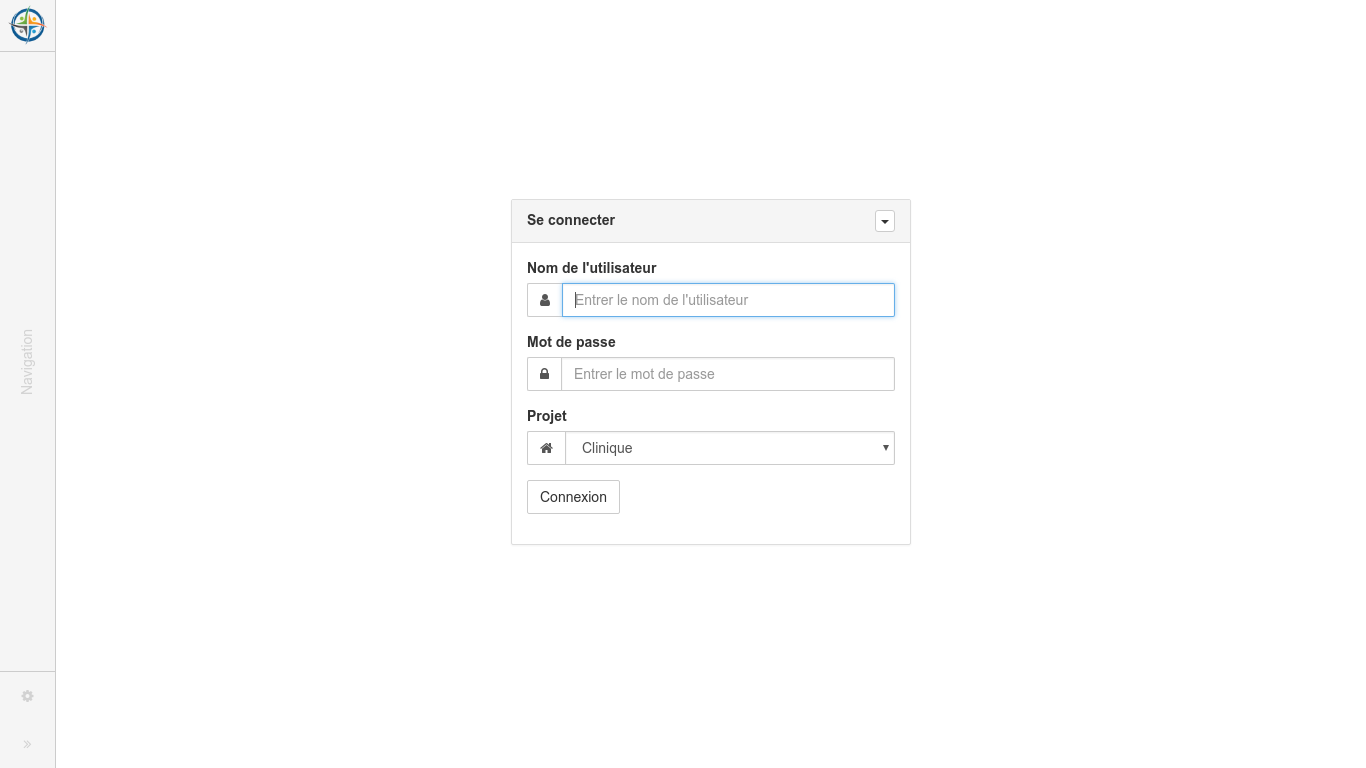 Navigation
Se connecter
Nom de l'utilisateur
Entrer le nom de l'utilisateur
Mot de passe
Entrer le mot de passe
Projet
Clinique
Connexion